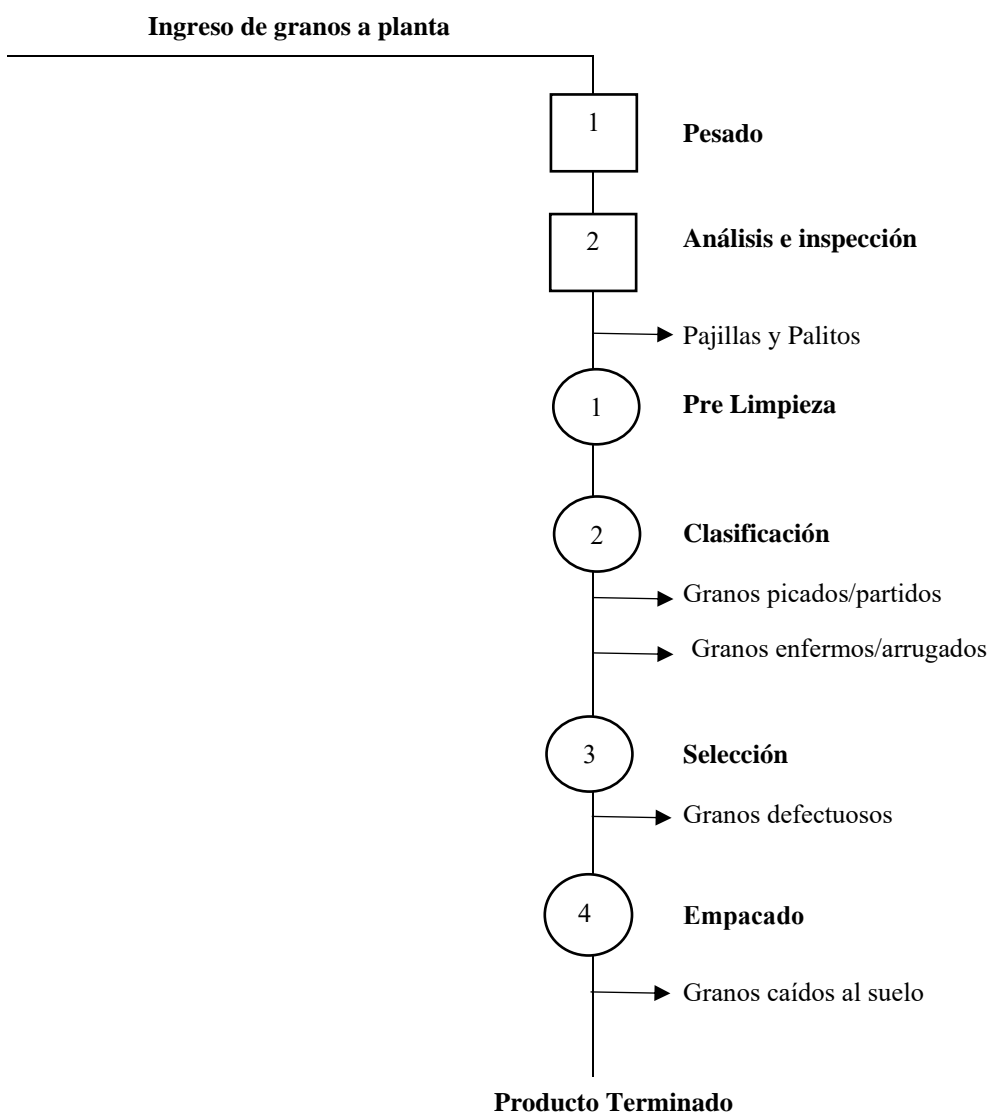 Ingreso de granos a planta
1
Pesado
2
Análisis e inspección
Pajillas y Palitos
1
Pre Limpieza
2
Clasificación
Granos picados/partidos
Granos enfermos/arrugados
3
Selección
Granos defectuosos
4
Empacado
Granos caídos al suelo
Producto Terminado